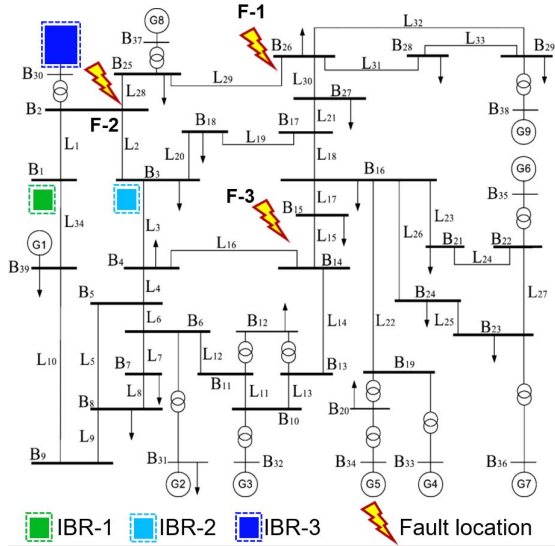 G8
F-1
L32
B37
B26
B28
L33
B29
B25
L31
B30
L29
L30
L28
B27
B38
B2
F-2
L21
B18
B17
G9
L1
L2
L19
G6
L20
L18
B1
B3
B16
B35
F-3
L17
B15
L23
L34
L26
B21
B22
G1
L3
L16
L15
L24
B39
B4
B14
L4
L27
B5
B24
L6
B6
B12
L14
L22
L25
B23
L10
L5
B7
L7
L12
B13
B19
B11
L8
L11
L13
B8
B10
B20
L9
B9
B31
B32
B34
B33
B36
G2
G3
G5
G4
G7
IBR-1 IBR-2 IBR-3 Fault location